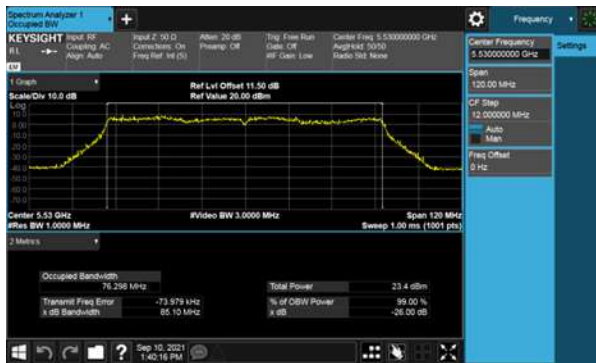 Spectrum Analyzer 1
Occupied BW
Frequency
KEYSIGHT Input: RF Input Z: 50 Ω Atten: 20 dB Trig: Free Run Center Freq: 5.530000000 GHz
RL Coupling: AC Corrections: On Preamp: Off Gate: Off Avg|Hold: 50/50
Align: Auto Freq Ref: Int (S) #IF Gain: Low Radio Std: None
1 Graph
Ref Lvl Offset 11.50 dB
Scale/Div 10.0 dB Ref Value 20.00 dBm
Log
10.0
0.00
-10.0
-20.0
-30.0
-40.0
-50.0
-60.0
-70.0
Center 5.53 GHz #Video BW 3.0000 MHz Span 120 MHz
#Res BW 1.0000 MHz Sweep 1.00 ms (1001 pts)
2 Metrics
Occupied Bandwidth
76.298 MHz
Total Power 23.4 dBm
Transmit Freq Error -73.979 kHz % of OBW Power 99.00 %
x dB Bandwidth 85.10 MHz x dB -26.00 dB
Sep 10, 2021
1:40:16 PM
Center Frequency
5.530000000 GHz
Settings
Span
120.00 MHz
CF Step
12.000000 MHz
Auto
Man
Freq Offset
0 Hz